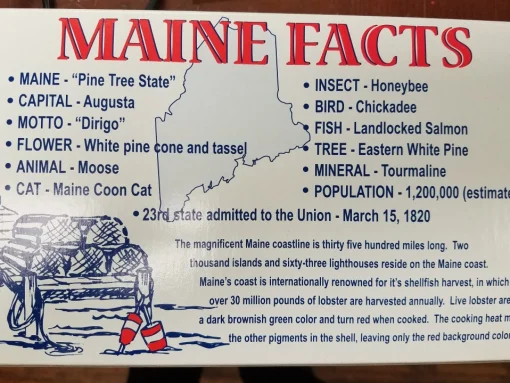 MAINE FACTS
• MAINE - “Pine Tree State”
• CAPITAL - Augusta
• MOTTO - “Dirigo”
• FLOWER - White pine cone and tassel
• ANIMAL - Moose
• CAT - Maine Coon Cat
• INSECT - Honeybee
• BIRD - Chickadee
• FISH - Landlocked Salmon
• TREE - Eastern White Pine
• MINERAL - Tourmaline
• POPULATION - 1,200,000 (estimate
• 23rd state admitted to the Union - March 15, 1820
The magnificent Maine coastline is thirty five hundred miles long. Two
thousand islands and sixty-three lighthouses reside on the Maine coast.
Maine's coast is internationally renowned for it's shellfish harvest, in which
over 30 million pounds of lobster are harvested annually. Live lobster are
a dark brownish green color and turn red when cooked. The cooking heat
the other pigments in the shell, leaving only the red background